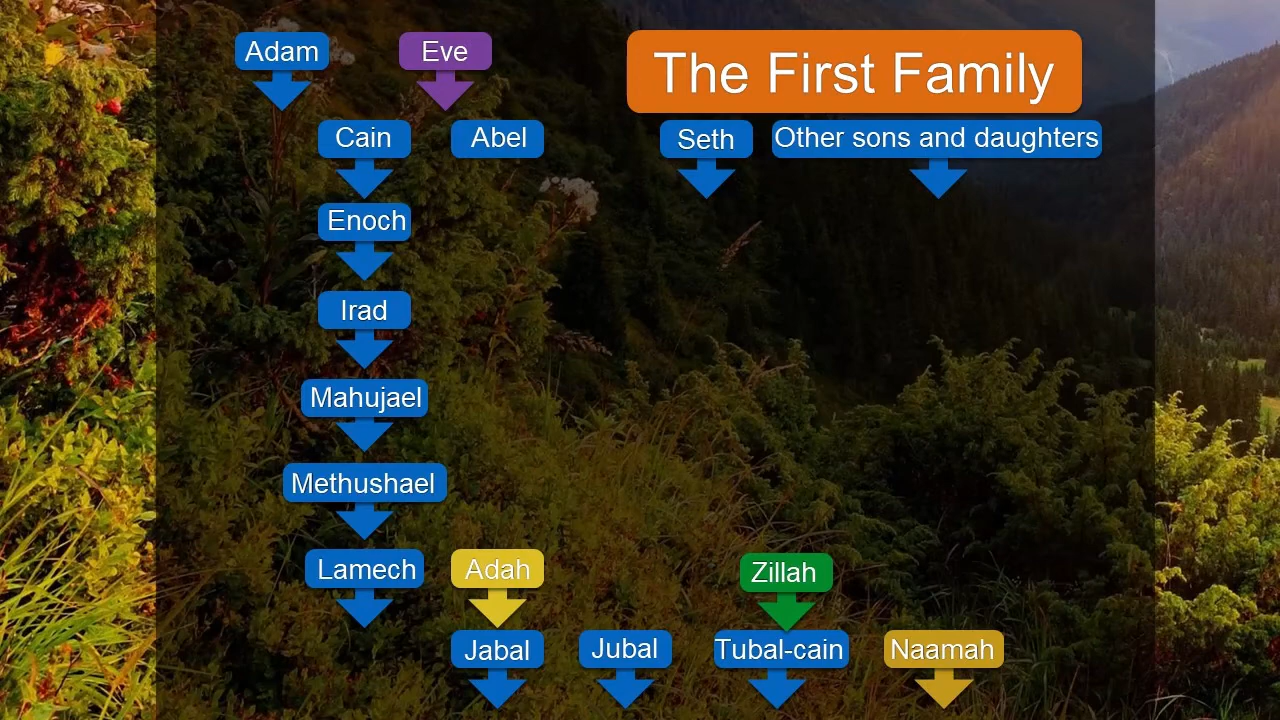 Adam
Eve
The First Family
Cain
Abel
Seth
Other sons and daughters
Enoch
Irad
Mahujael
Methushael
Lamech
Adah
Zillah
Jabal
Jubal
Tubal-cain
Naamah